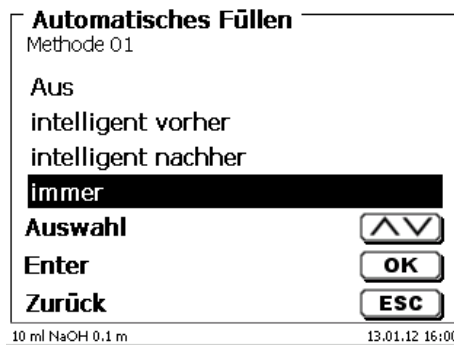 Automatisches Füllen
Methode 01
Aus
intelligent vorher
intelligent nachher
immer
Auswahl
Enter OK
Zurück ESC
10 ml NaOH 0.1 m 13.01.12 16:00